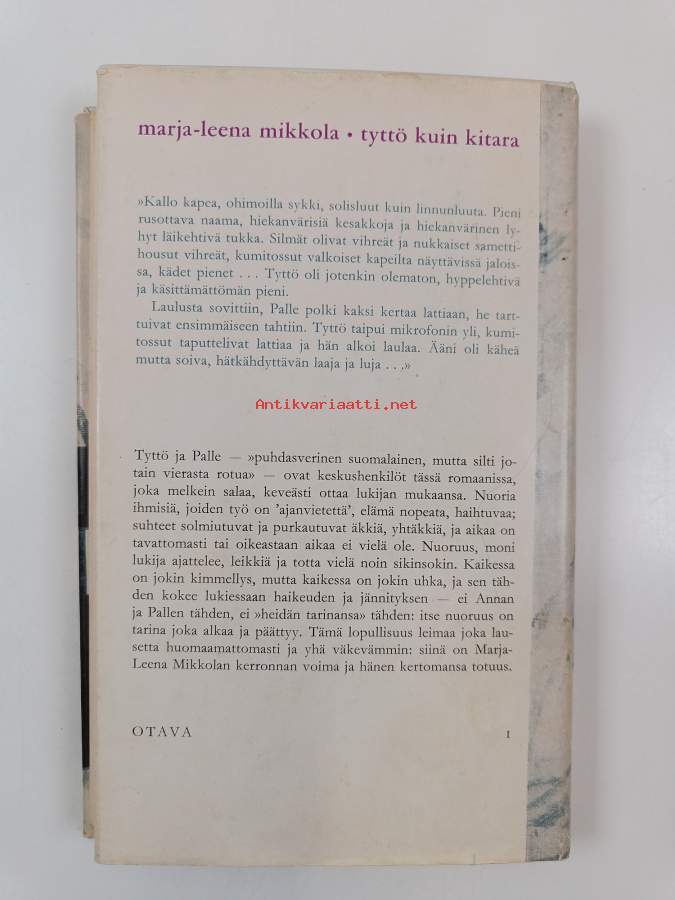 marja-leena mikkola • tyttö kuin kitara
»Kallo kapea, ohimoilla sykki, solisluut kuin linnunluuta. Pieni
rusottava naama, hiekanvärisiä kesakkoja ja hiekanvärinen ly-
hyt läikehtivä tukka. Silmät olivat vihreät ja nukkaiset sametti-
housut vihreät, kumitossut valkoiset kapeilta näyttävissä jalois-
sa, kädet pienet . . . Tyttö oli jotenkin olematon, hyppelehtivä
ja käsittämättömän pieni.
Laulusta sovittiin, Palle polki kaksi kertaa lattiaan, he tart-
tuivat ensimmäiseen tahtiin. Tyttö taipui mikrofonin yli, kumi-
tossut taputtelivat lattiaa ja hän alkoi laulaa. Ääni oli käheä
mutta soiva, hätkähdyttävän laaja ja luja . . .»
Antikvariaatti.net
Tyttö ja Palle — »puhdasverinen suomalainen, mutta silti jo-
tain vierasta rotua» — ovat keskushenkilöt tässä romaanissa,
joka melkein salaa, keveästi ottaa lukijan mukaansa. Nuoria
ihmisiä, joiden työ on 'ajanvietettä', elämä nopeata, haihtuvaa;
suhteet solmiutuvat ja purkautuvat äkkiä, yhtäkkiä, ja aikaa on
tavattomasti tai oikeastaan aikaa ei vielä ole. Nuoruus, moni
lukija ajattelee, leikkiä ja totta vielä noin sikinsokin. Kaikessa
on jokin kimmellys, mutta kaikessa on jokin uhka, ja sen täh-
den kokee lukiessaan haikeuden ja jännityksen — ei Annan
ja Pallen tähden, ei »heidän tarinansa» tähden: itse nuoruus on
tarina joka alkaa ja päättyy. Tämä lopullisuus leimaa joka lau-
setta huomaamattomasti ja yhä väkevämmin: siinä on Marja-
Leena Mikkolan kerronnan voima ja hänen kertomansa totuus.
OTAVA 1